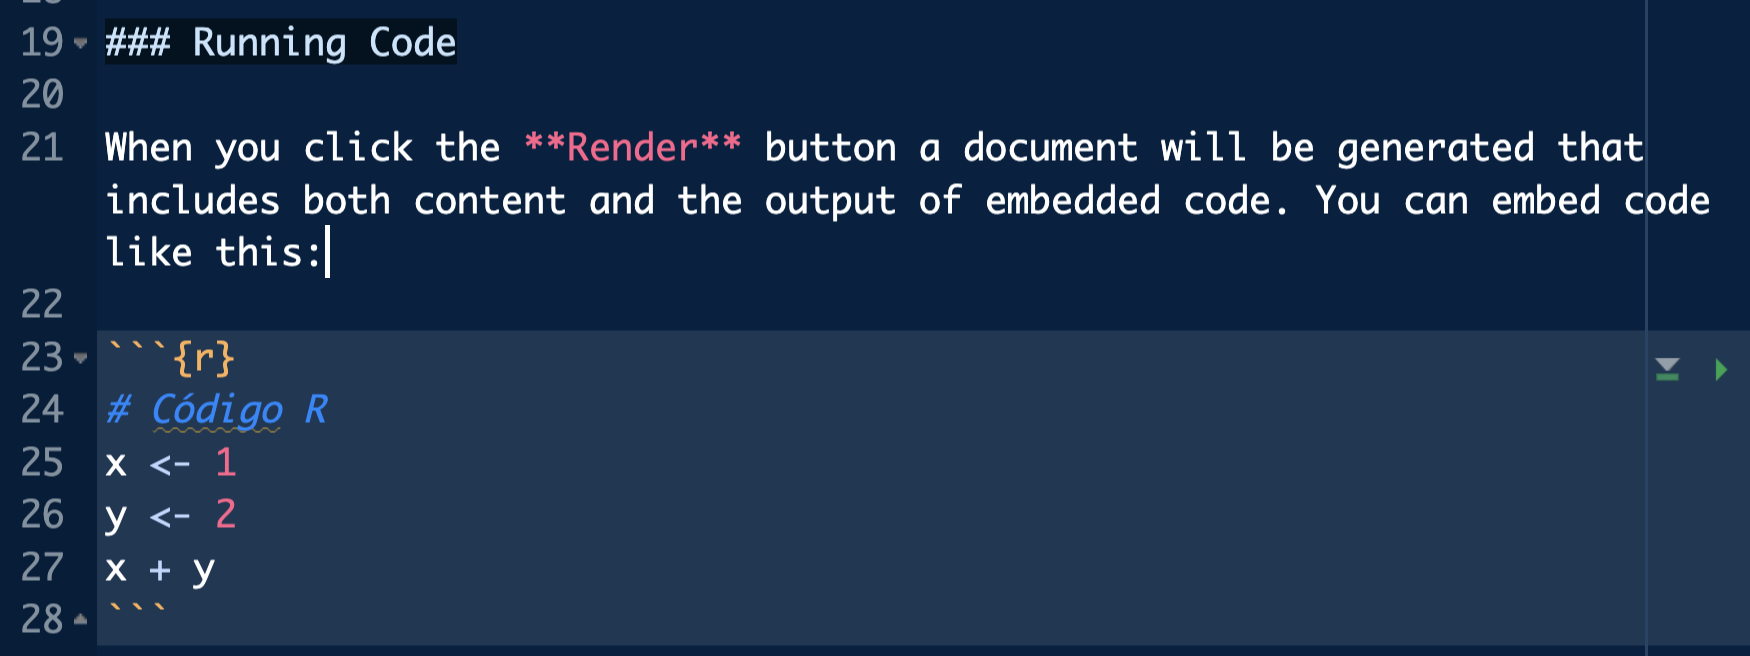 19 ### Running Code
20
21 When you click the **Render** button a document will be generated that
includes both content and the output of embedded code. You can embed code
like this:
22
23 ```{r}
24 # Código R
25 x <- 1
26 y <- 2
27 x + y
28 ```